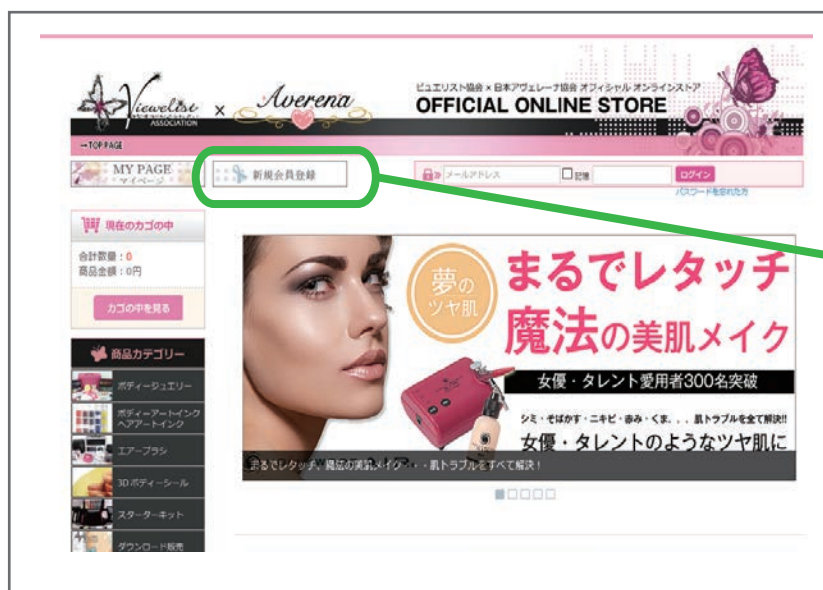 Viewelist
ASSOCIATION
×
Averena
ビュエリスト協会 × 日本アヴェレーナ協会 オフィシャル オンラインストア
OFFICIAL ONLINE STORE
→TOP PAGE
MY PAGE
マイページ
新規会員登録
メールアドレス
記憶
ログイン
パスワードを忘れた方
現在のカゴの中
合計数量：0
商品金額：0円
カゴの中を見る
商品カテゴリー
ボディージュエリー
ボディーアートインク
ヘアアートインク
エアーブラシ
3Dボディーシール
スターターキット
ダウンロード販売
夢の
ツヤ肌
まるでレタッチ
魔法の美肌メイク
女優・タレント愛用者300名突破
シミ・そばかす・ニキビ・赤み・くま．．．肌トラブルを全て解決!!
女優・タレントのようなツヤ肌に
まるでレタッチ、魔法の美肌メイク・・・肌トラブルをすべて解決！